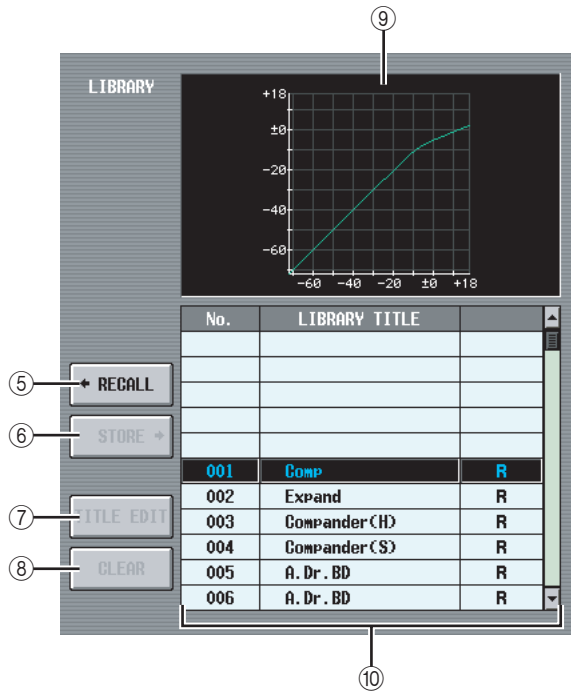 ⑨
LIBRARY
+18
±0
-20
-40
-60
-60 -40 -20 ±0 +18
No. LIBRARY TITLE
⑤ RECALL
⑥ STORE
001 Comp R
002 Expand R
⑦ TITLE EDIT
003 Compander(H) R
004 Compander(S) R
⑧ CLEAR
005 A.Dr.BD R
006 A.Dr.BD R
⑩